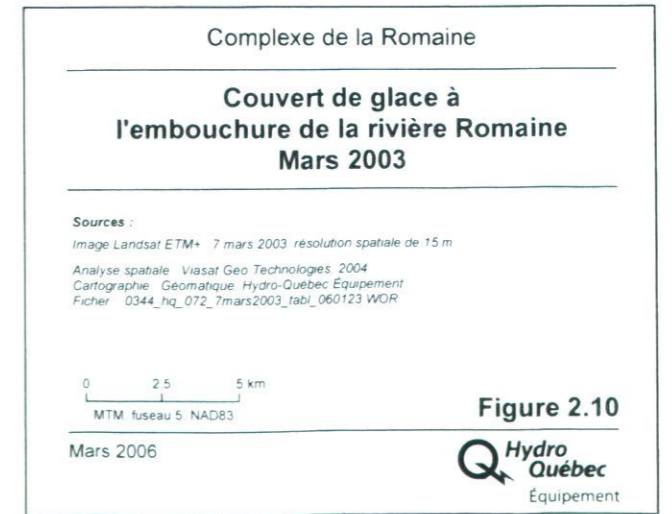 Complexe de la Romaine
Couvert de glace à
l'embouchure de la rivière Romaine
Mars 2003
Sources :
Image Landsat ETM+ 7 mars 2003 résolution spatiale de 15 m
Analyse spatiale Viasat Geo Technologies 2004
Cartographie Géomatique Hydro-Québec Équipement
Ficher 0344_hq_072_7mars2003_tabl_060123 WOR
0 2.5 5 km
MTM fuseau 5 NAD83
Figure 2.10
Mars 2006
Hydro
Québec
Équipement